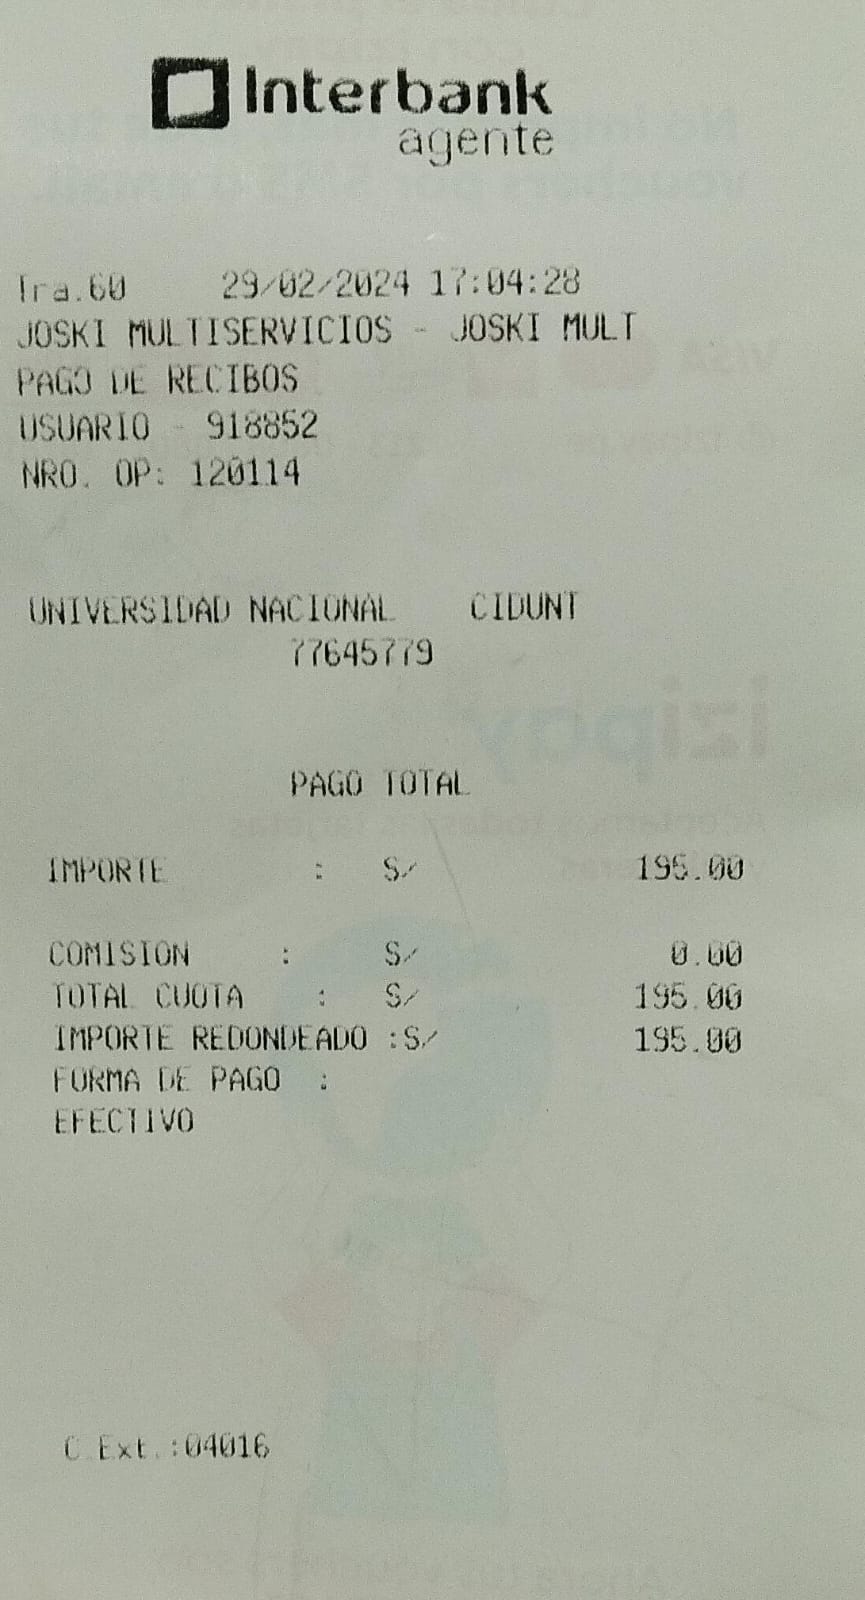 Interbank
agente
Tra.60 29/02/2024 17:04:28
JOSKI MULTISERVICIOS - JOSKI MULT
PAGO DE RECIBOS
USUARIO - 918852
NRO. OP: 120114
UNIVERSIDAD NACIONAL CIDUNT
77645779
PAGO TOTAL
IMPORTE : S/ 195.00
COMISION : S/ 0.00
TOTAL CUOTA : S/ 195.00
IMPORTE REDONDEADO :S/ 195.00
FORMA DE PAGO :
EFECTIVO
C.Ext.:04016
izipay